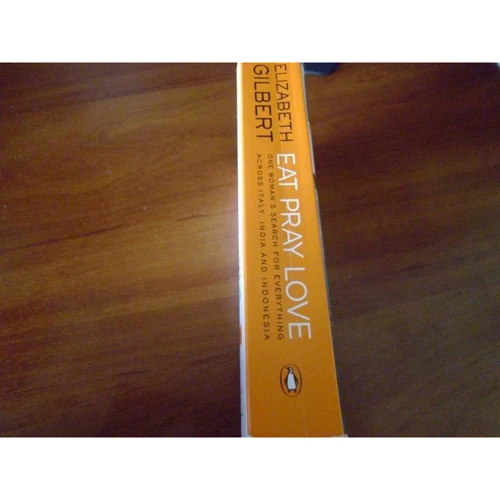 ELIZABETH
GILBERT
EAT PRAY LOVE
ONE WOMAN'S SEARCH FOR EVERYTHING
ACROSS ITALY, INDIA AND INDONESIA